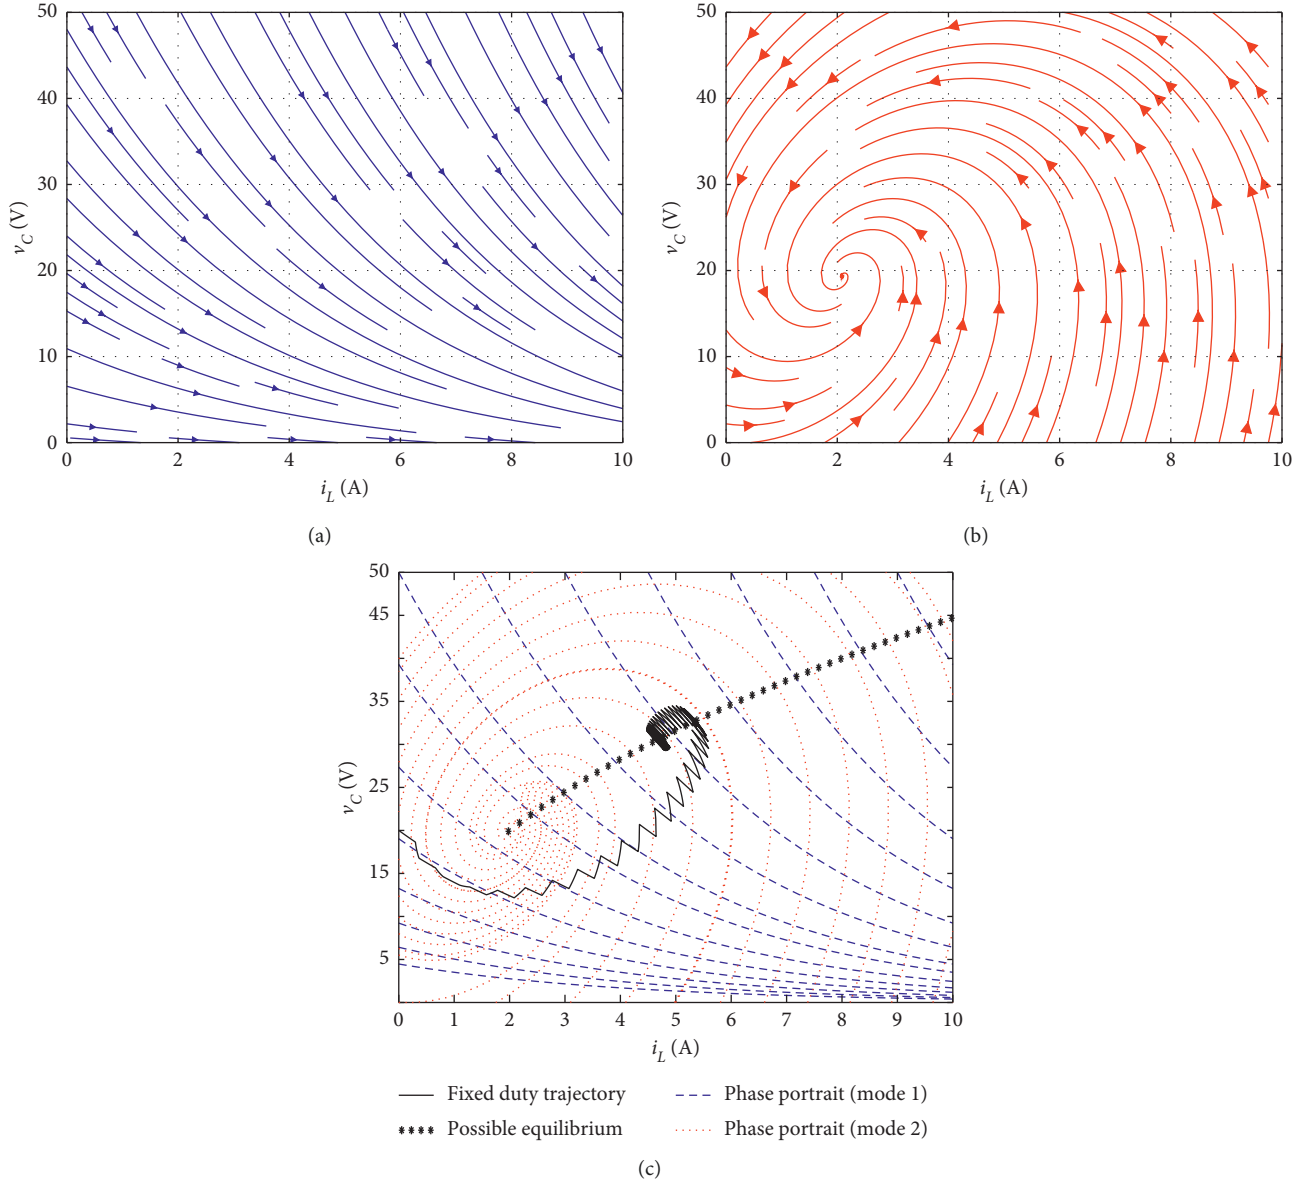 50
40
30
20
10
0
v_C (V)
0 2 4 6 8 10
i_L (A)
(a)
50
40
30
20
10
0
v_C (V)
0 2 4 6 8 10
i_L (A)
(b)
50
45
35
25
15
5
v_C (V)
0 1 2 3 4 5 6 7 8 9 10
i_L (A)
Fixed duty trajectory
Possible equilibrium
Phase portrait (mode 1)
Phase portrait (mode 2)
(c)